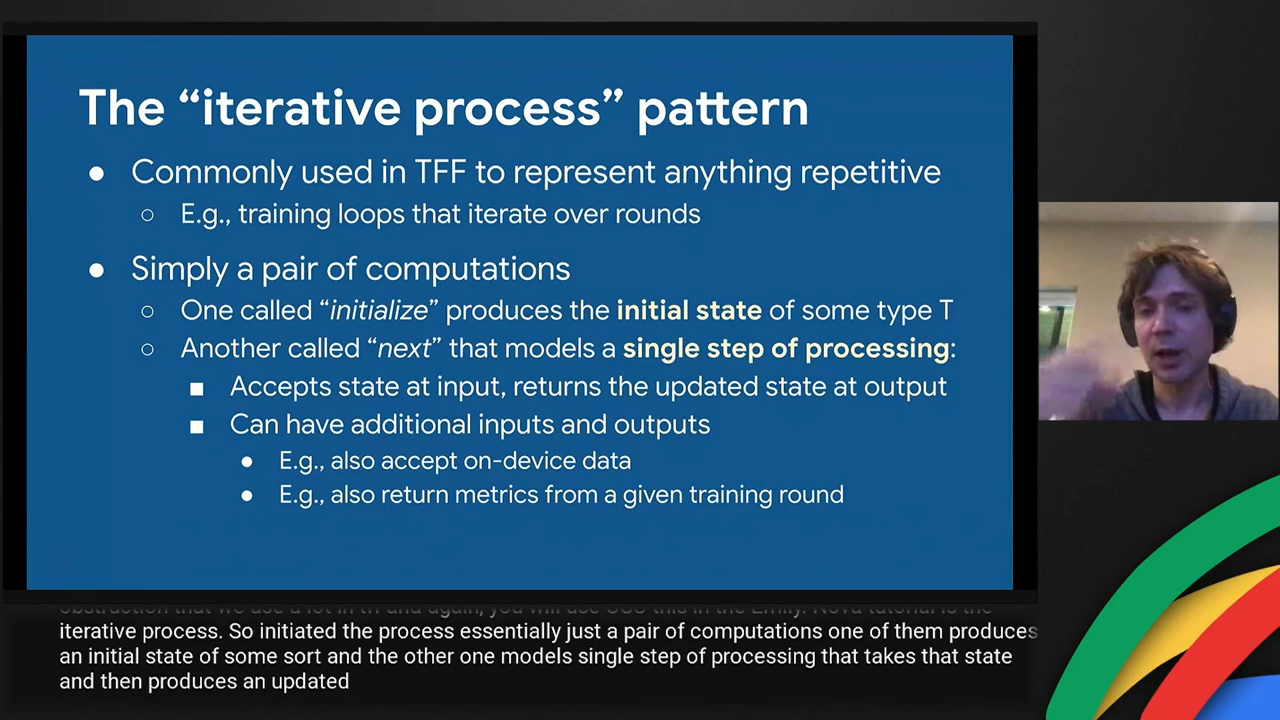 The “iterative process” pattern
● Commonly used in TFF to represent anything repetitive
○ E.g., training loops that iterate over rounds
● Simply a pair of computations
○ One called “initialize” produces the initial state of some type T
○ Another called “next” that models a single step of processing:
■ Accepts state at input, returns the updated state at output
■ Can have additional inputs and outputs
● E.g., also accept on-device data
● E.g., also return metrics from a given training round
iterative process. So initiated the process essentially just a pair of computations one of them produces
an initial state of some sort and the other one models single step of processing that takes that state
and then produces an updated